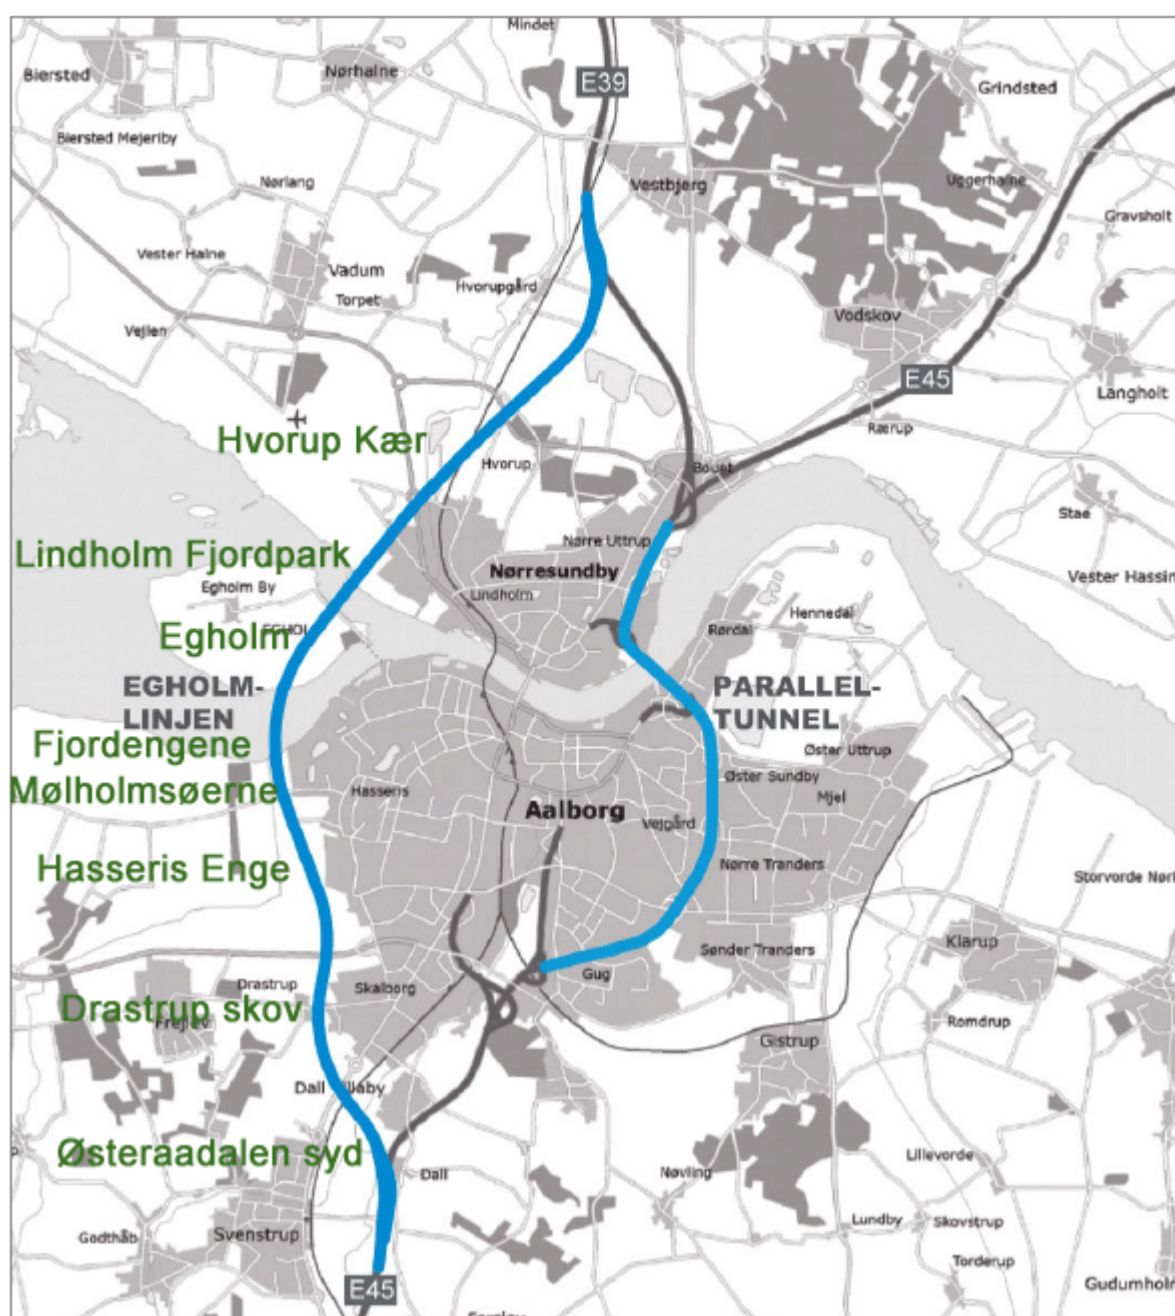 Mindet
Biersted
Nørhalne
E39
Grindsted
Biersted Mejeriby
Nørlang
Vestbjerg
Uggerhalne
Gravsholt
Vester Halne
Vadum
Hvorupgård
Torpet
Vejlen
Vodskov
E45
Langholt
Hvorup Kær
Rærup
Hvorup
Bouet
Stae
Lindholm Fjordpark
Nørre Uttrup
Nørresundby
Vester Hassin
Egholm By
Lindholm
Hennedal
Egholm
Rørdal
EGHOLM-
LINJEN
PARALLEL-
TUNNEL
Fjordengene
Øster Uttrup
Mølholmsøerne
Hasseris
Øster Sundby
Mjel
Aalborg
Vejgård
Hasseris Enge
Nørre Tranders
Storvorde Nør
Sønder Tranders
Klarup
Drastrup
Skalborg
Gug
Drastrup skov
Frejlev
Romdrup
Gistrup
Dall
Østeraadalen syd
Dall
Nøvling
Lillevorde
Godthåb
Svenstrup
Lundby
Skovstrup
Torderup
E45
Gudumholm